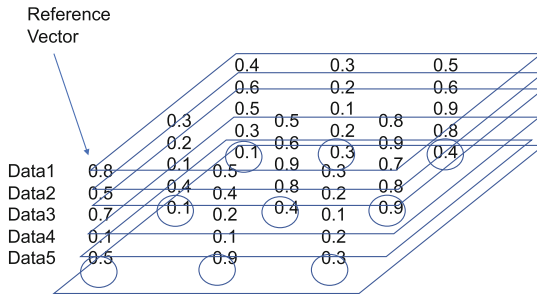 Reference
Vector
0.4 0.3 0.5
0.6 0.2 0.6
0.5 0.1 0.9
0.3 0.2 0.8
0.1 0.3 0.4
0.3 0.5 0.8
0.2 0.6 0.9
0.1 0.9 0.7
0.4 0.8 0.8
0.1 0.4 0.9
Data1 0.8 0.5 0.3
Data2 0.5 0.4 0.2
Data3 0.7 0.2 0.1
Data4 0.1 0.1 0.2
Data5 0.5 0.9 0.3